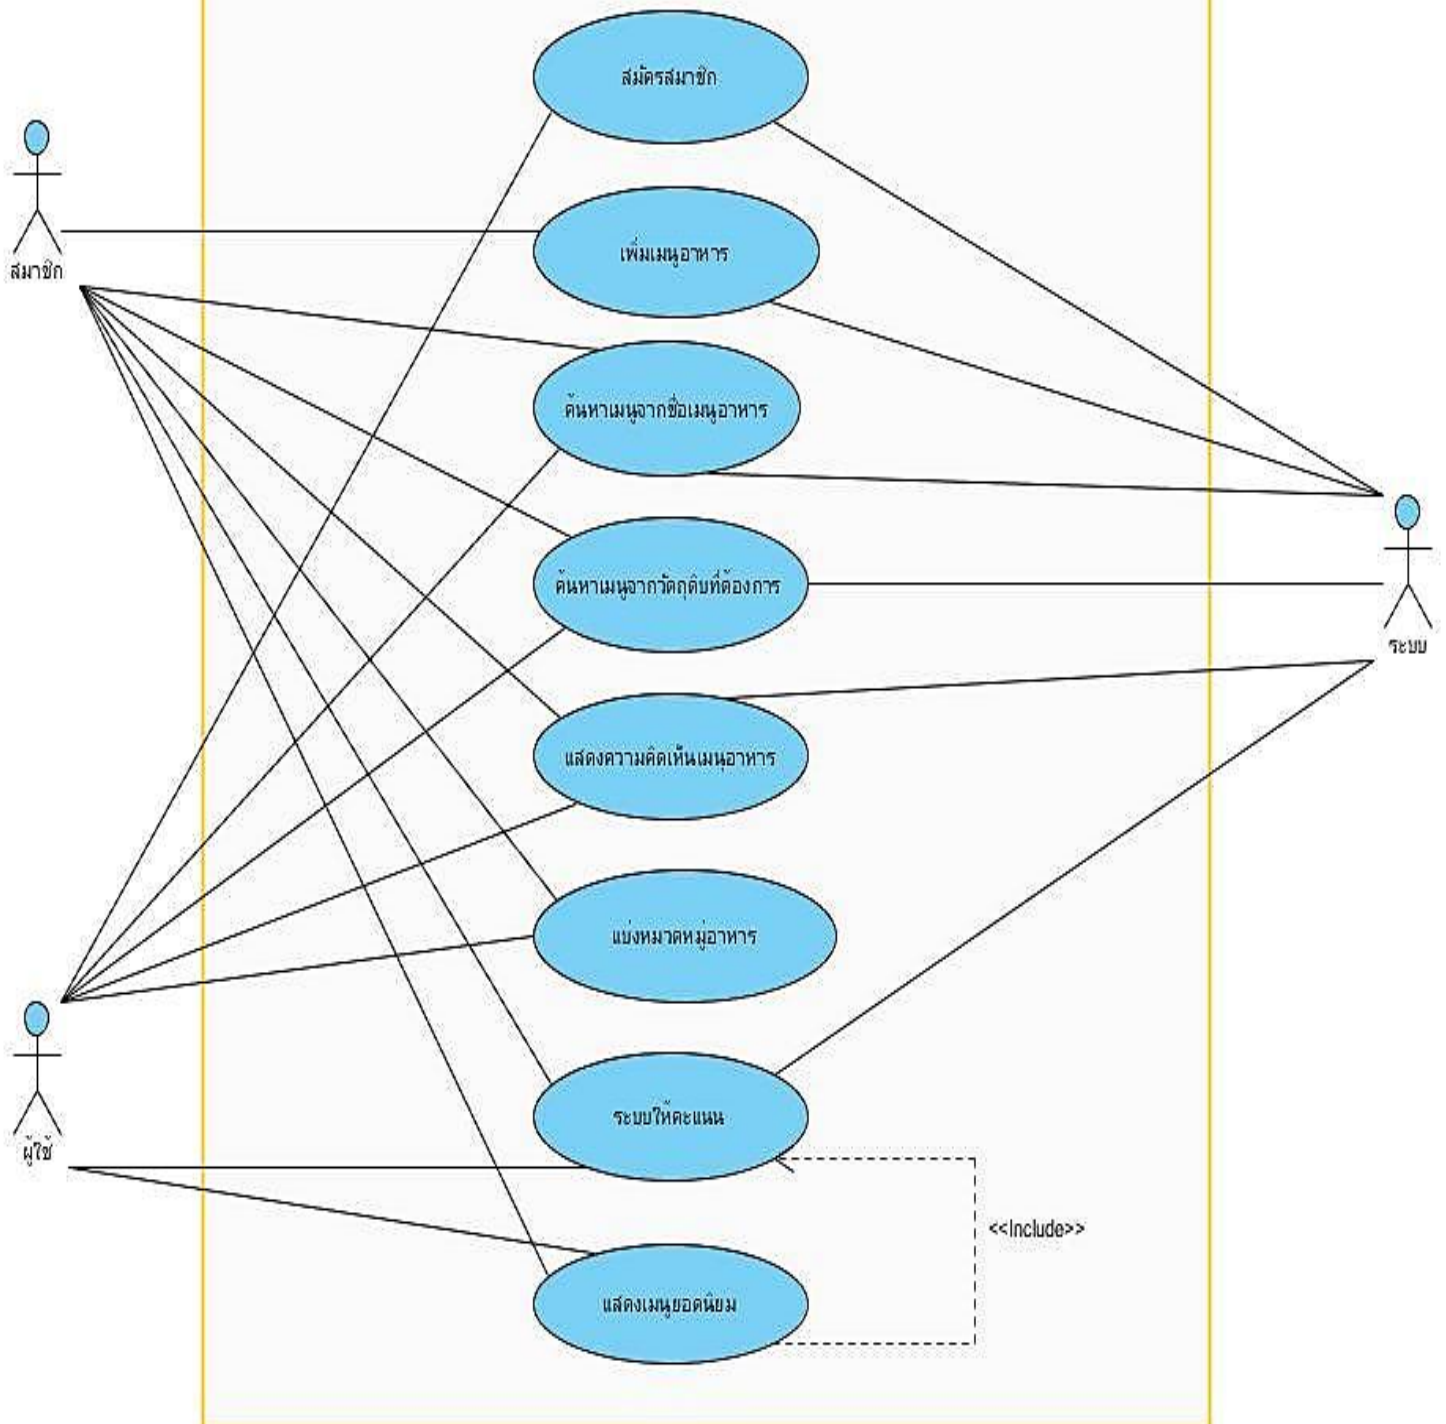 สมัครสมาชิก
สมาชิก
เพิ่มเมนูอาหาร
ค้นหาเมนูจากชื่อเมนูอาหาร
ค้นหาเมนูจากวัตถุดิบที่ต้องการ
ระบบ
แสดงความคิดเห็นเมนุอาหาร
แบ่งหมวดหมู่อาหาร
ระบบให้คะแนน
ผู้ใช้
<<Include>>
แสดงเมนูยอดนิยม